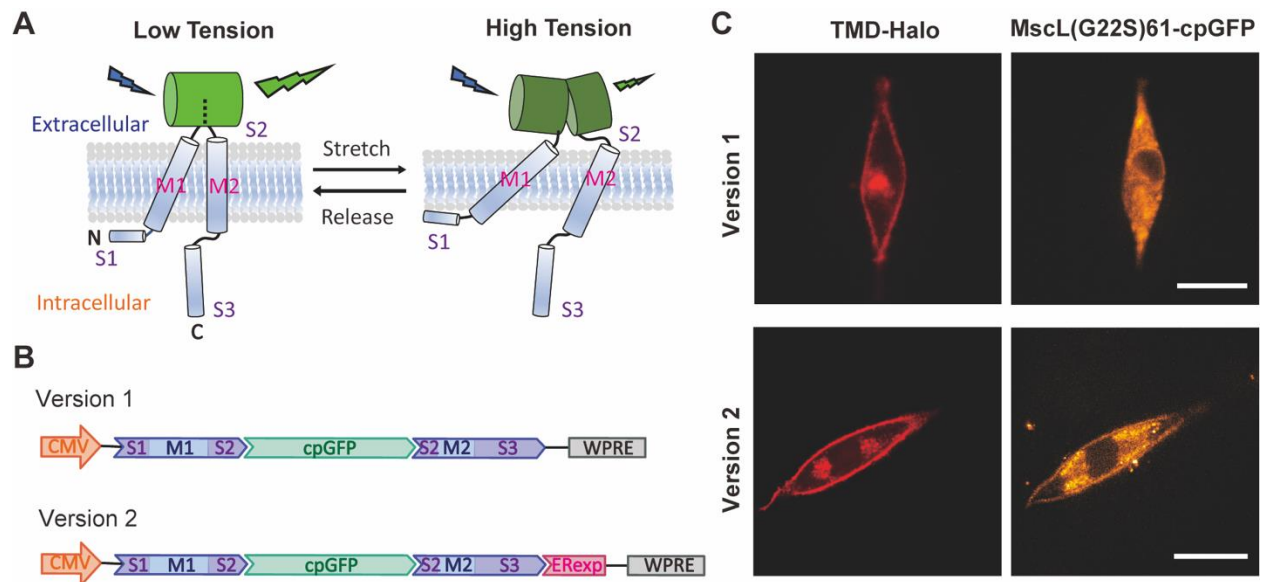 A
Low Tension
High Tension
Extracellular
S2
S2
M1
M2
Stretch
Release
M1
M2
N
S1
S1
Intracellular
S3
C
S3
B
Version 1
CMV S1 M1 S2 cpGFP S2 M2 S3 WPRE
Version 2
CMV S1 M1 S2 cpGFP S2 M2 S3 ERexp WPRE
C
TMD-Halo
MscL(G22S)61-cpGFP
Version 1
Version 2